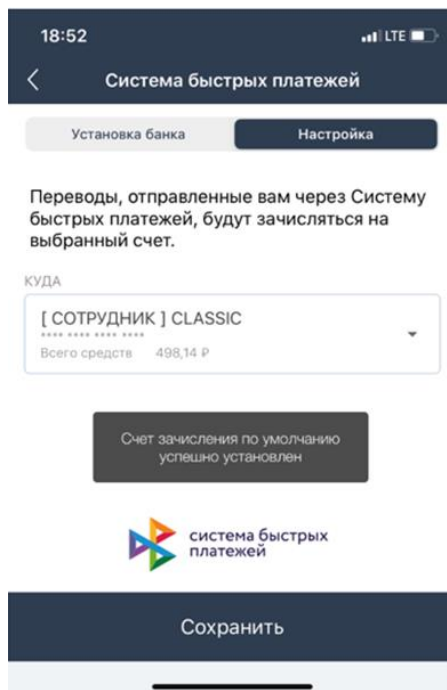 18:52
LTE
Система быстрых платежей
Установка банка
Настройка
Переводы, отправленные вам через Систему
быстрых платежей, будут зачисляться на
выбранный счет.
КУДА
[ СОТРУДНИК ] CLASSIC
**** **** **** ****
Всего средств 498,14 ₽
Счет зачисления по умолчанию
успешно установлен
система быстрых
платежей
Сохранить